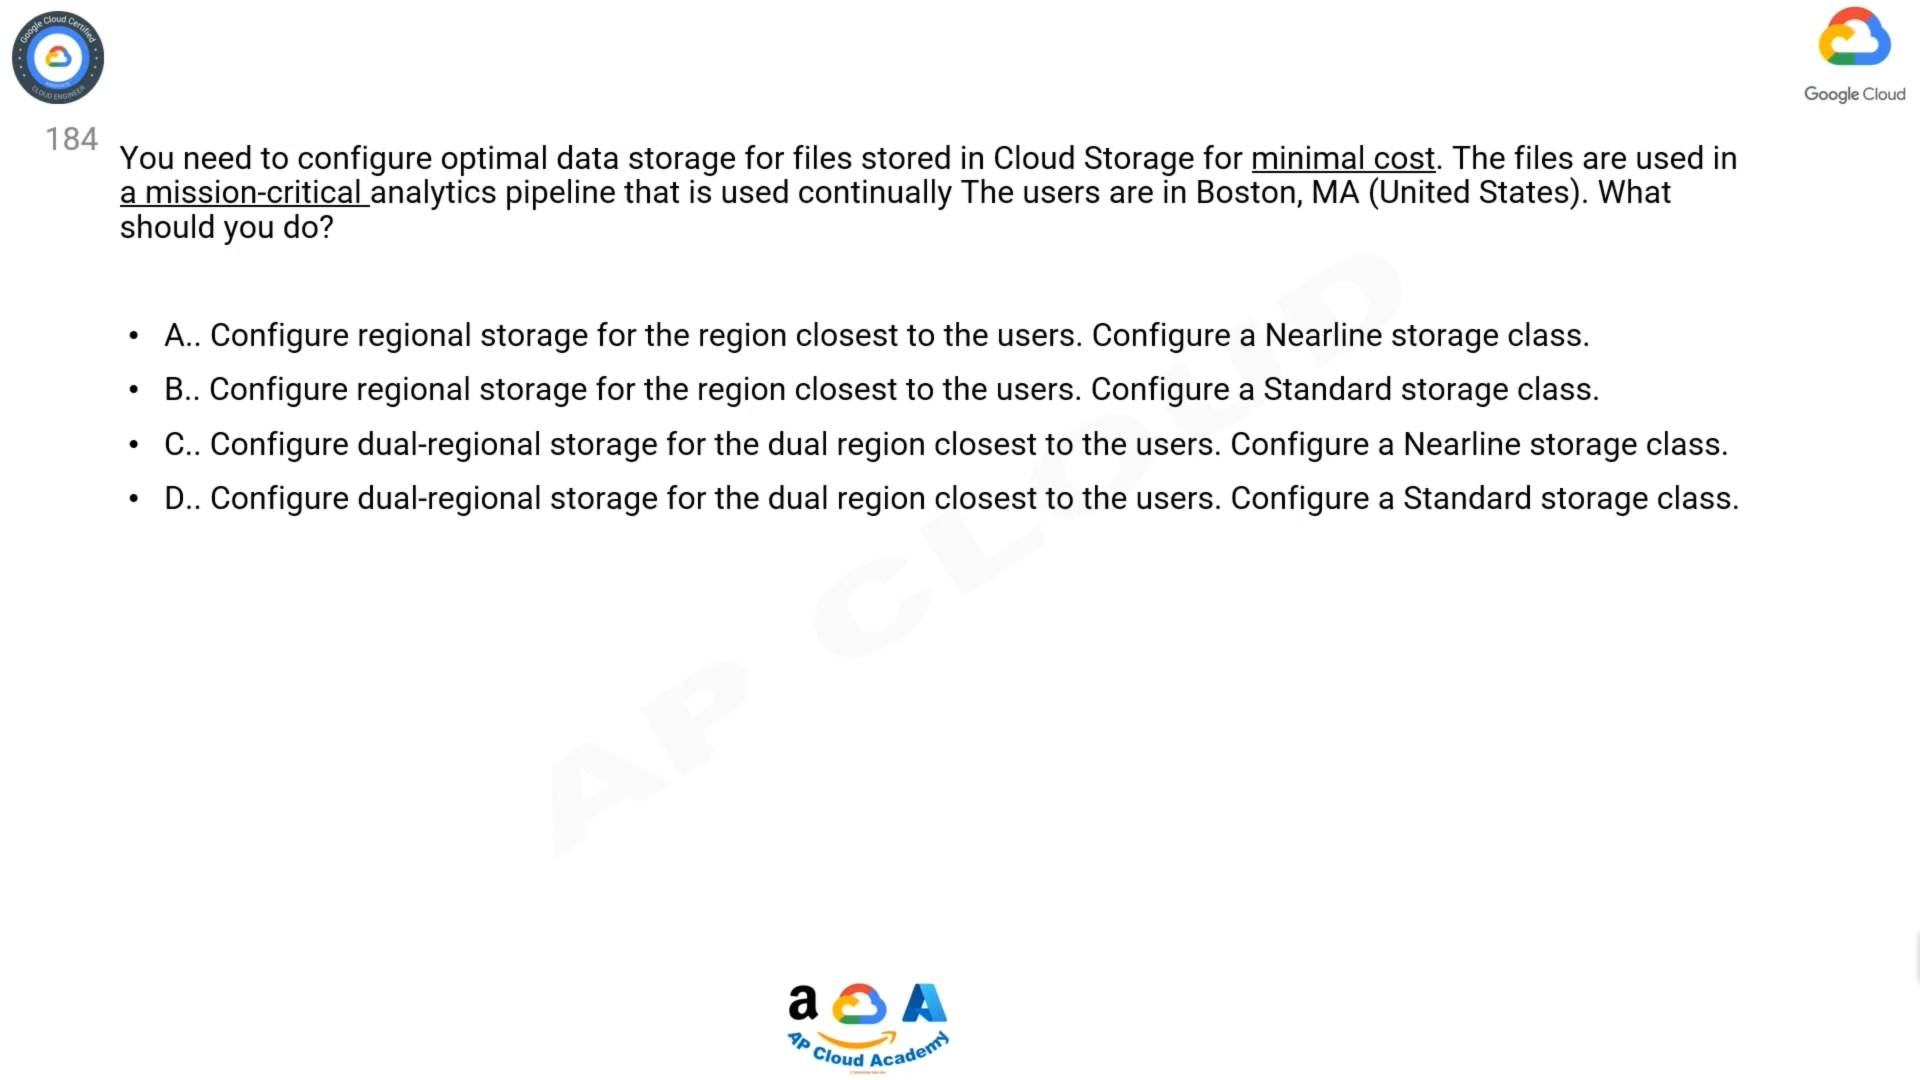 Google Cloud Certified
CLOUD ENGINEER
Google Cloud
184
You need to configure optimal data storage for files stored in Cloud Storage for minimal cost. The files are used in
a mission-critical analytics pipeline that is used continually The users are in Boston, MA (United States). What
should you do?
• A.. Configure regional storage for the region closest to the users. Configure a Nearline storage class.
• B.. Configure regional storage for the region closest to the users. Configure a Standard storage class.
• C.. Configure dual-regional storage for the dual region closest to the users. Configure a Nearline storage class.
• D.. Configure dual-regional storage for the dual region closest to the users. Configure a Standard storage class.
AP CLOUD
a
AP Cloud Academy